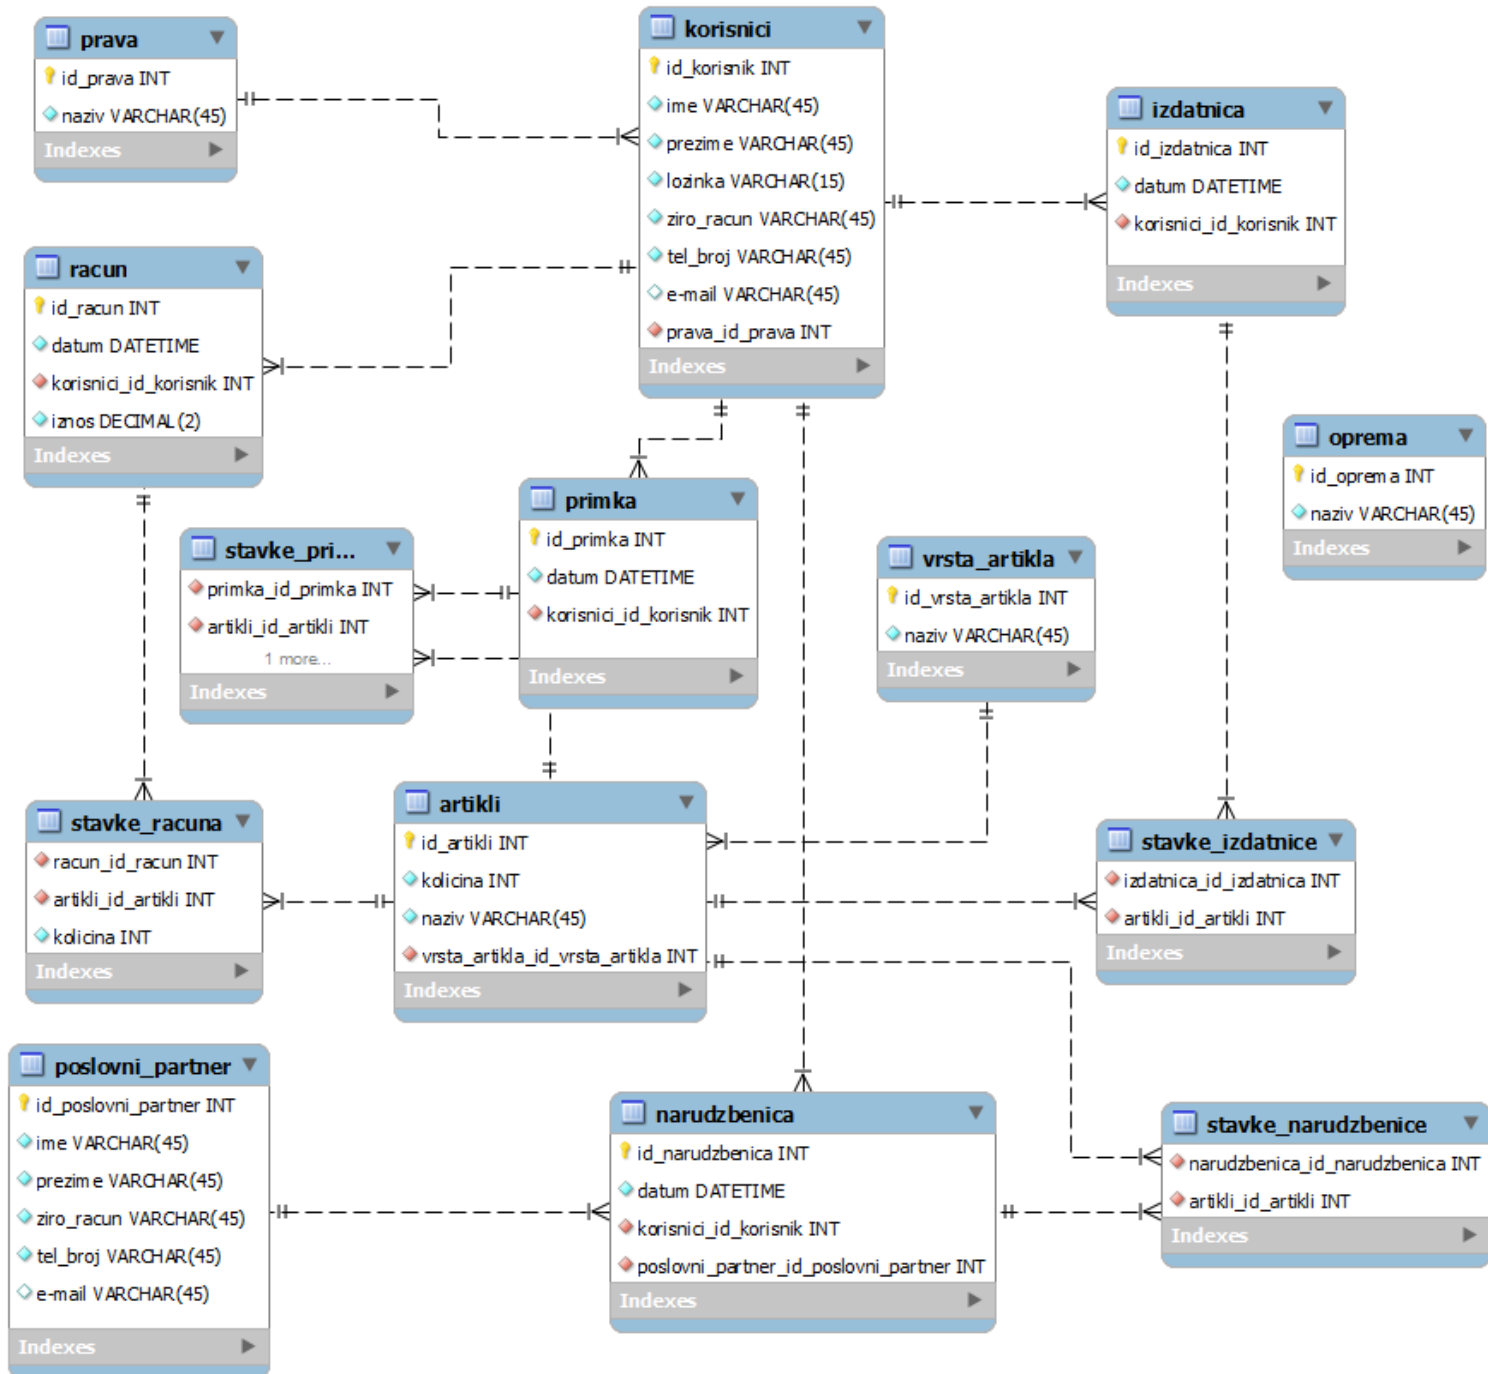 prava
id_prava INT
naziv VARCHAR(45)
Indexes
korisnici
id_korisnik INT
ime VARCHAR(45)
prezime VARCHAR(45)
lozinka VARCHAR(15)
ziro_racun VARCHAR(45)
tel_broj VARCHAR(45)
e-mail VARCHAR(45)
prava_id_prava INT
Indexes
izdatnica
id_izdatnica INT
datum DATETIME
korisnici_id_korisnik INT
Indexes
racun
id_racun INT
datum DATETIME
korisnici_id_korisnik INT
iznos DECIMAL(2)
Indexes
oprema
id_oprema INT
naziv VARCHAR(45)
Indexes
primka
id_primka INT
datum DATETIME
korisnici_id_korisnik INT
Indexes
stavke_pri...
primka_id_primka INT
artikli_id_artikli INT
1 more...
Indexes
vrsta_artikla
id_vrsta_artikla INT
naziv VARCHAR(45)
Indexes
stavke_racuna
racun_id_racun INT
artikli_id_artikli INT
kolicina INT
Indexes
artikli
id_artikli INT
kolicina INT
naziv VARCHAR(45)
vrsta_artikla_id_vrsta_artikla INT
Indexes
stavke_izdatnice
izdatnica_id_izdatnica INT
artikli_id_artikli INT
Indexes
poslovni_partner
id_poslovni_partner INT
ime VARCHAR(45)
prezime VARCHAR(45)
ziro_racun VARCHAR(45)
tel_broj VARCHAR(45)
e-mail VARCHAR(45)
Indexes
narudzbenica
id_narudzbenica INT
datum DATETIME
korisnici_id_korisnik INT
poslovni_partner_id_poslovni_partner INT
Indexes
stavke_narudzbenice
narudzbenica_id_narudzbenica INT
artikli_id_artikli INT
Indexes